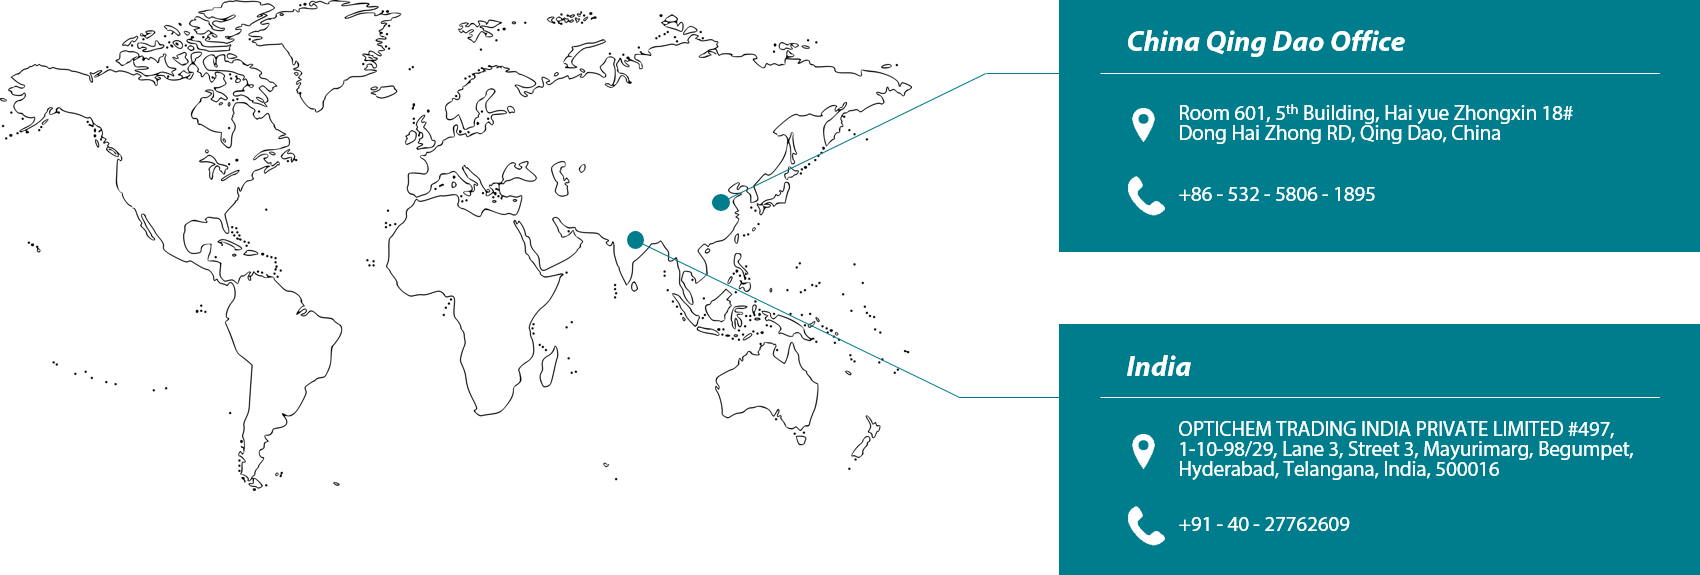 China Qing Dao Office
Room 601, 5th Building, Hai yue Zhongxin 18#
Dong Hai Zhong RD, Qing Dao, China
+86 - 532 - 5806 - 1895
India
OPTICHEM TRADING INDIA PRIVATE LIMITED #497,
1-10-98/29, Lane 3, Street 3, Mayurimarg, Begumpet,
Hyderabad, Telangana, India, 500016
+91 - 40 - 27762609